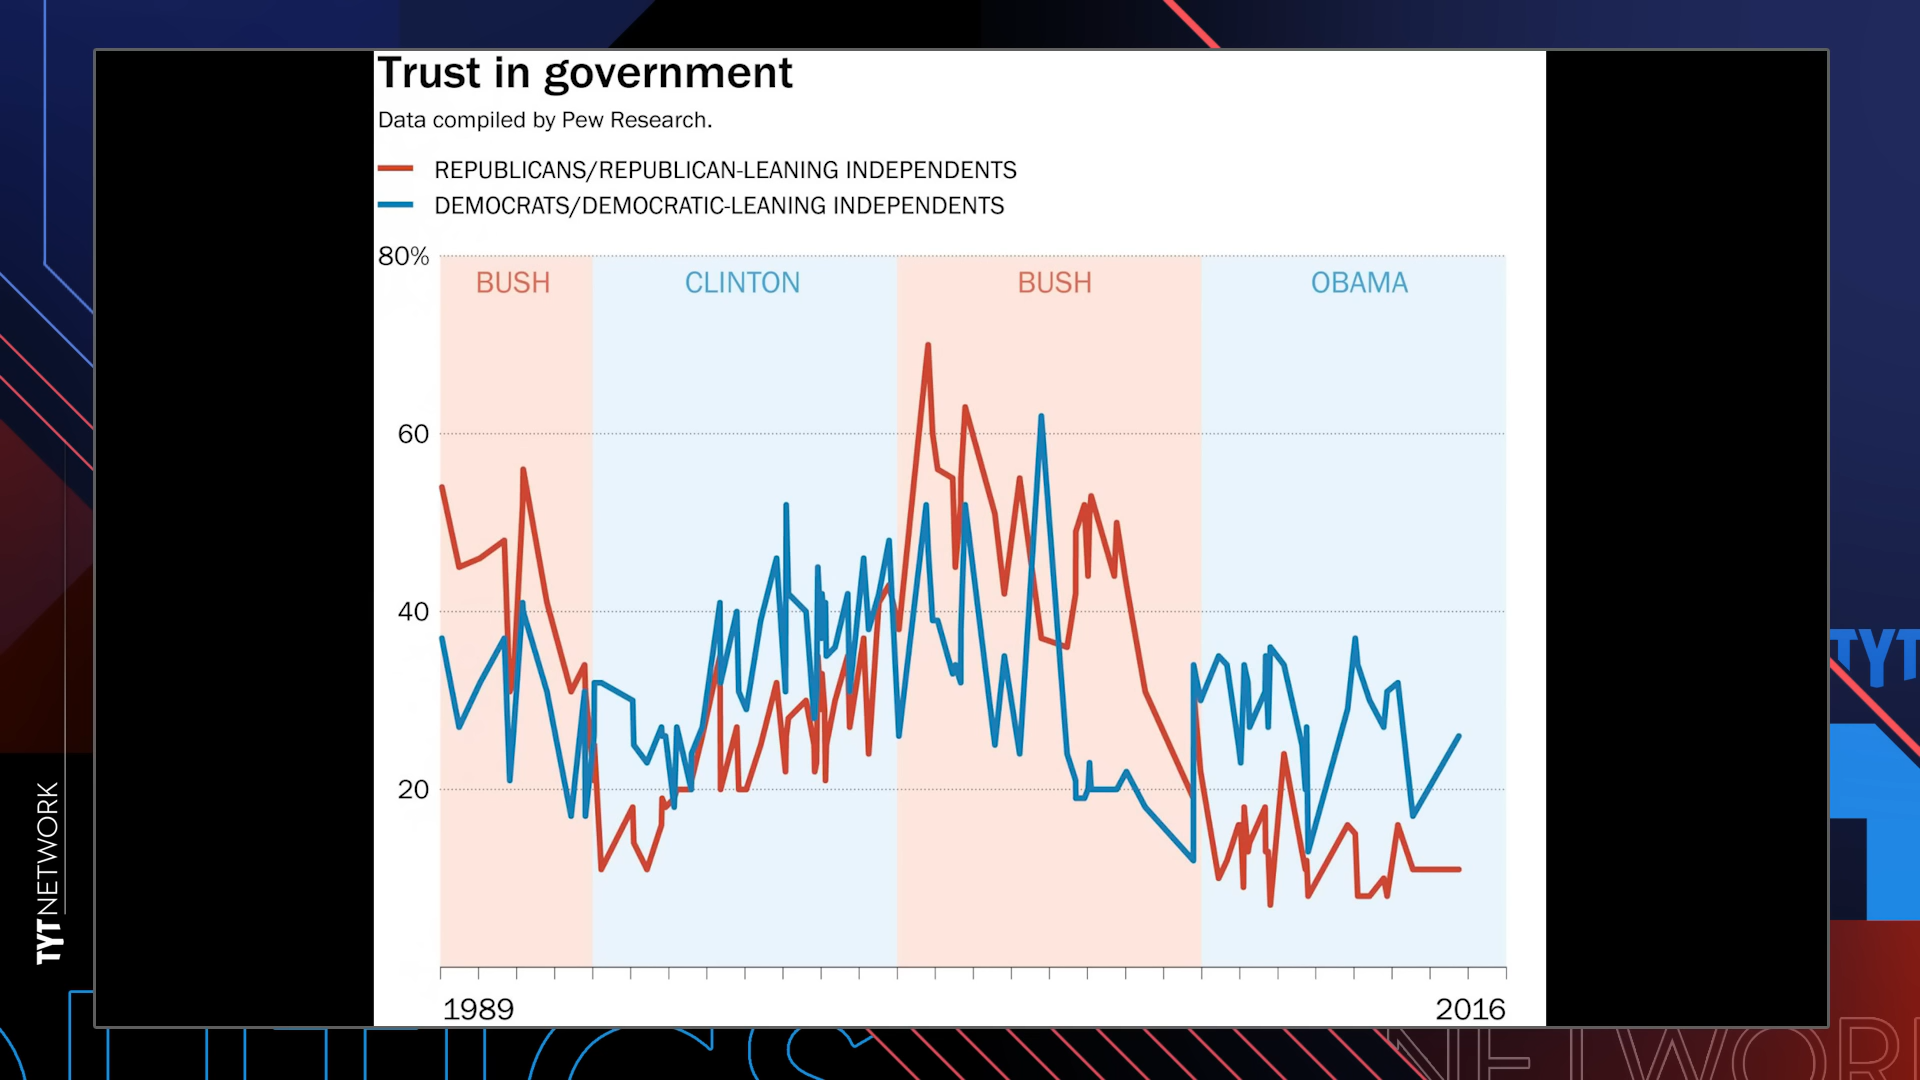 Trust in government
Data compiled by Pew Research.
REPUBLICANS/REPUBLICAN-LEANING INDEPENDENTS
DEMOCRATS/DEMOCRATIC-LEANING INDEPENDENTS
80%
BUSH
CLINTON
BUSH
OBAMA
60
40
20
1989
2016
TYTNETWORK
TYT
NETWORK